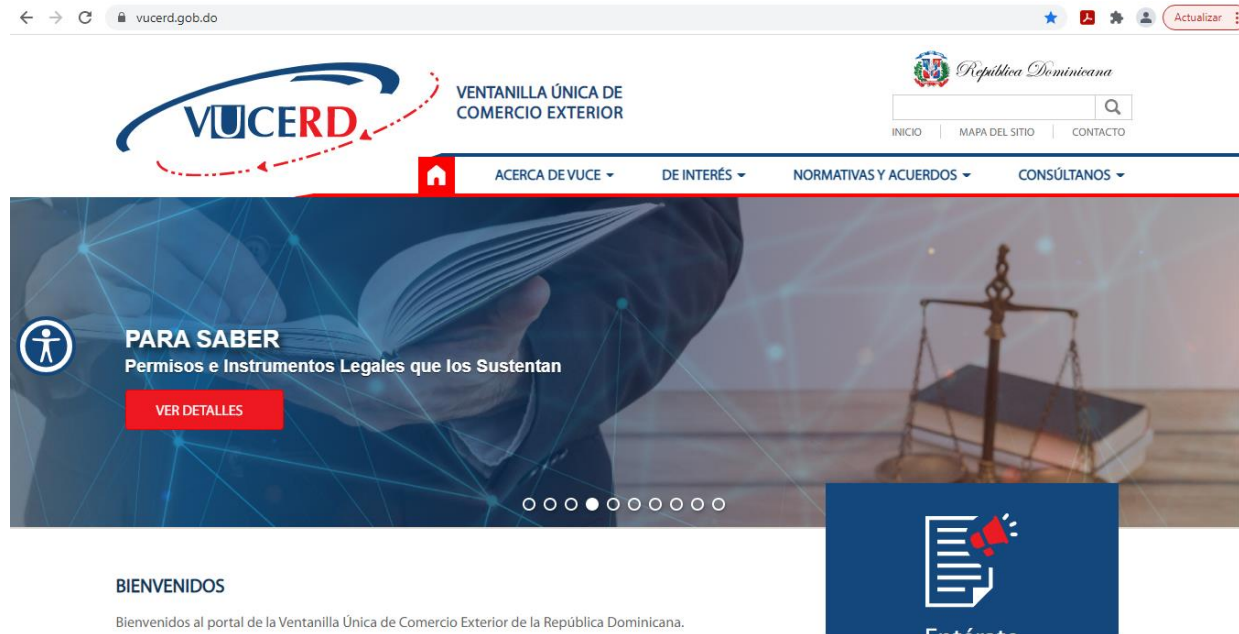 vucerd.gob.do
Actualizar
VUCERD
VENTANILLA ÚNICA DE
COMERCIO EXTERIOR
República Dominicana
INICIO
MAPA DEL SITIO
CONTACTO
ACERCA DE VUCE
DE INTERÉS
NORMATIVAS Y ACUERDOS
CONSÚLTANOS
PARA SABER
Permisos e Instrumentos Legales que los Sustentan
VER DETALLES
BIENVENIDOS
Bienvenidos al portal de la Ventanilla Única de Comercio Exterior de la República Dominicana.
Entérate